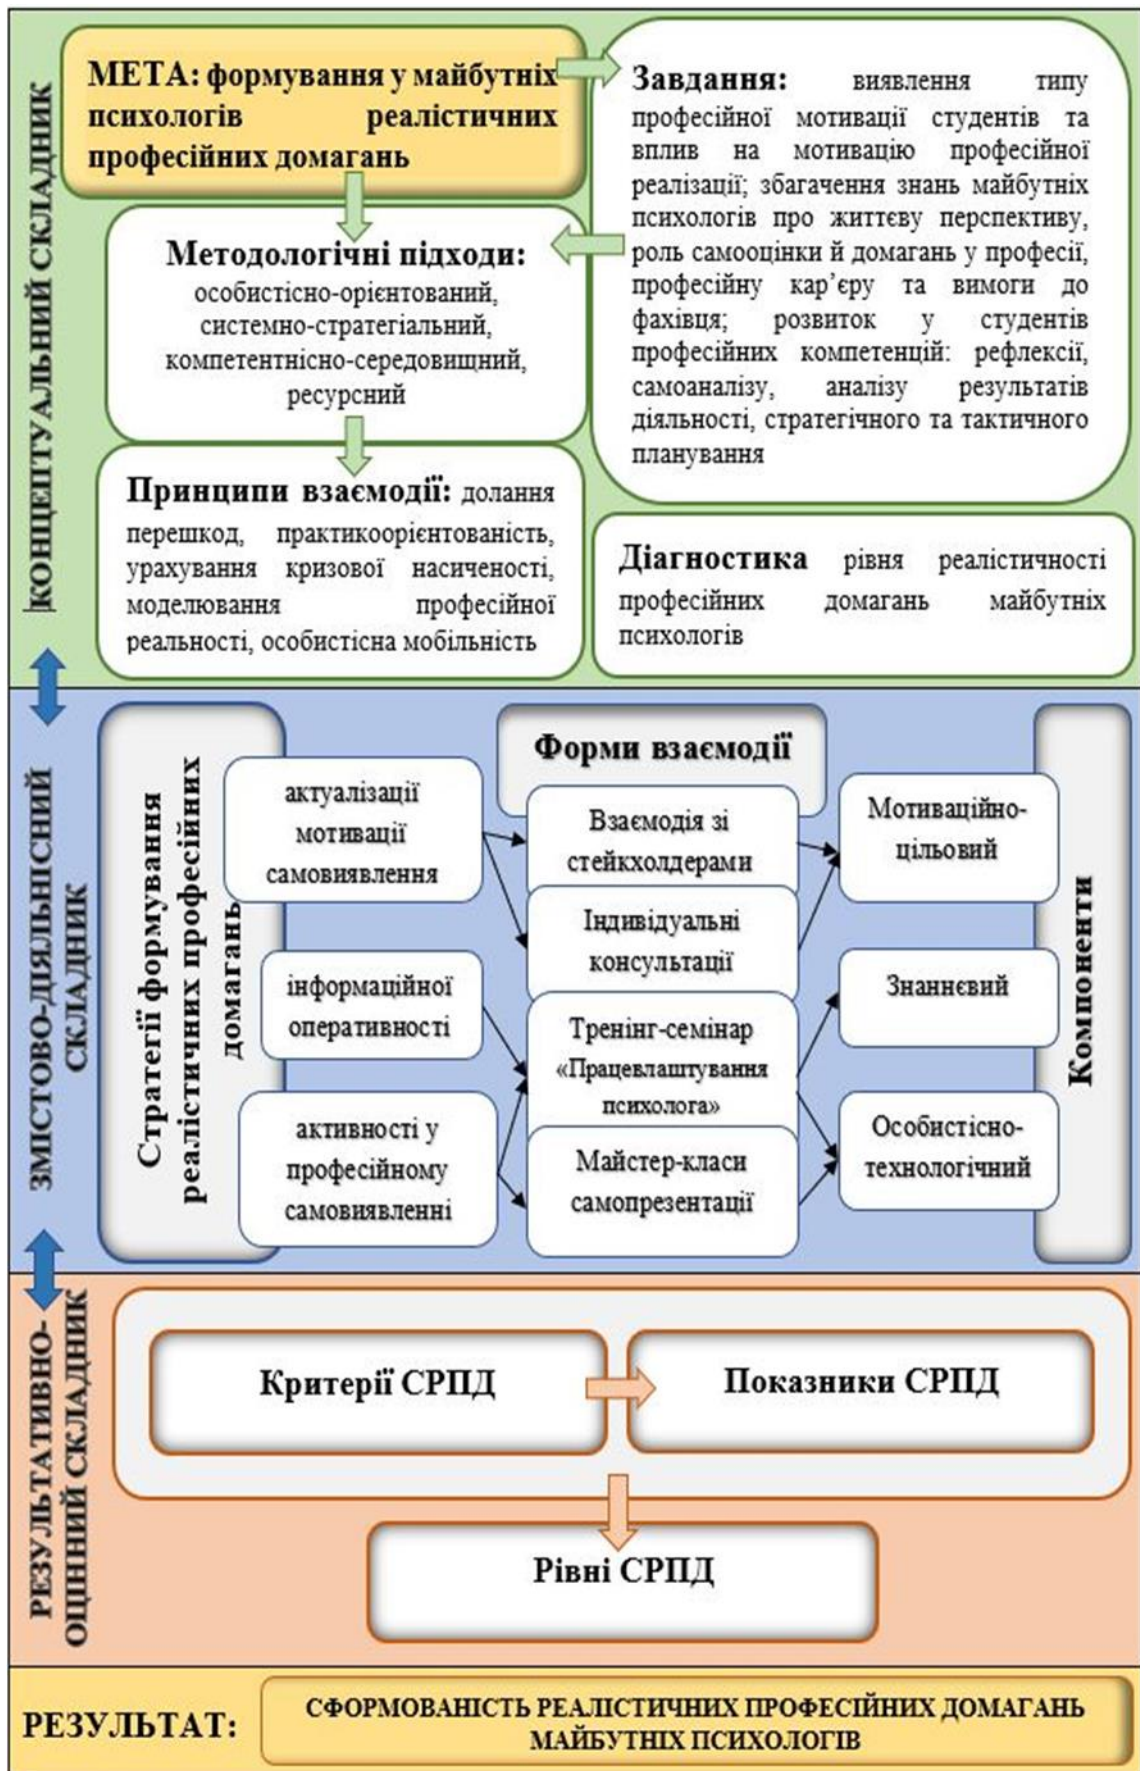 КОНЦЕПТУАЛЬНИЙ СКЛАДНИК
МЕТА: формування у майбутніх
психологів реалістичних
професійних домагань
Завдання: виявлення типу
професійної мотивації студентів та
вплив на мотивацію професійної
реалізації; збагачення знань майбутніх
психологів про життєву перспективу,
роль самооцінки й домагань у професії,
професійну кар’єру та вимоги до
фахівця; розвиток у студентів
професійних компетенцій: рефлексії,
самоаналізу, аналізу результатів
діяльності, стратегічного та тактичного
планування
Методологічні підходи:
особистісно-орієнтований,
системно-стратегіальний,
компетентнісно-середовищний,
ресурсний
Принципи взаємодії: долання
перешкод, практикоорієнтованість,
урахування кризової насиченості,
моделювання професійної
реальності, особистісна мобільність
Діагностика рівня реалістичності
професійних домагань майбутніх
психологів
ЗМІСТОВО-ДІЯЛЬНІСНИЙ
СКЛАДНИК
Стратегії формування
реалістичних професійних
домагань
актуалізації
мотивації
самовиявлення
інформаційної
оперативності
активності у
професійному
самовиявленні
Форми взаємодії
Взаємодія зі
стейкхолдерами
Індивідуальні
консультації
Тренінг-семінар
«Працевлаштування
психолога»
Майстер-класи
самопрезентації
Мотиваційно-
цільовий
Знаннєвий
Особистісно-
технологічний
Компоненти
РЕЗУЛЬТАТИВНО-
ОЦІННИЙ СКЛАДНИК
Критерії СРПД
Показники СРПД
Рівні СРПД
РЕЗУЛЬТАТ:
СФОРМОВАНІСТЬ РЕАЛІСТИЧНИХ ПРОФЕСІЙНИХ ДОМАГАНЬ
МАЙБУТНІХ ПСИХОЛОГІВ